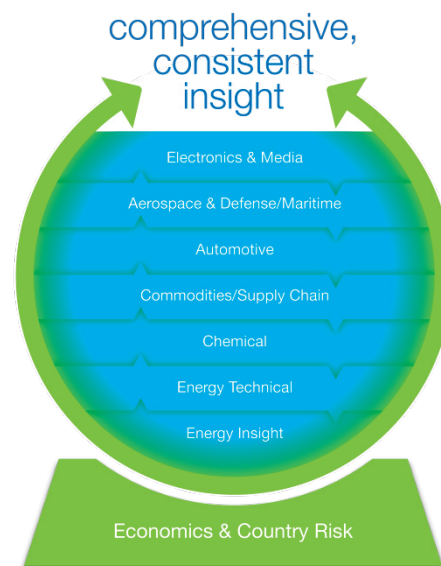 comprehensive,
consistent
insight
Electronics & Media
Aerospace & Defense/Maritime
Automotive
Commodities/Supply Chain
Chemical
Energy Technical
Energy Insight
Economics & Country Risk